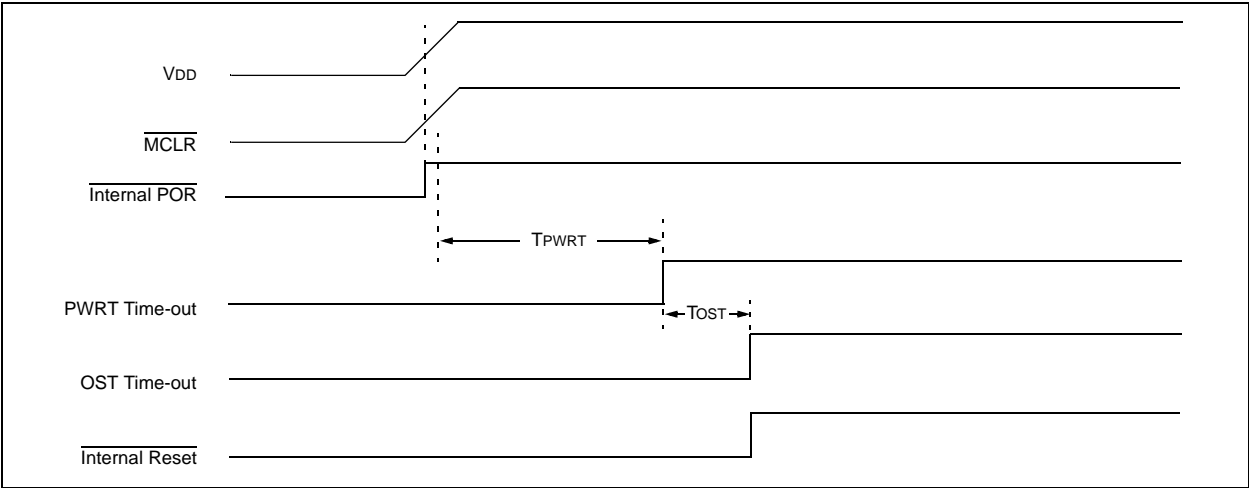 VDD
MCLR
Internal POR
TPWRT
PWRT Time-out
TOST
OST Time-out
Internal Reset